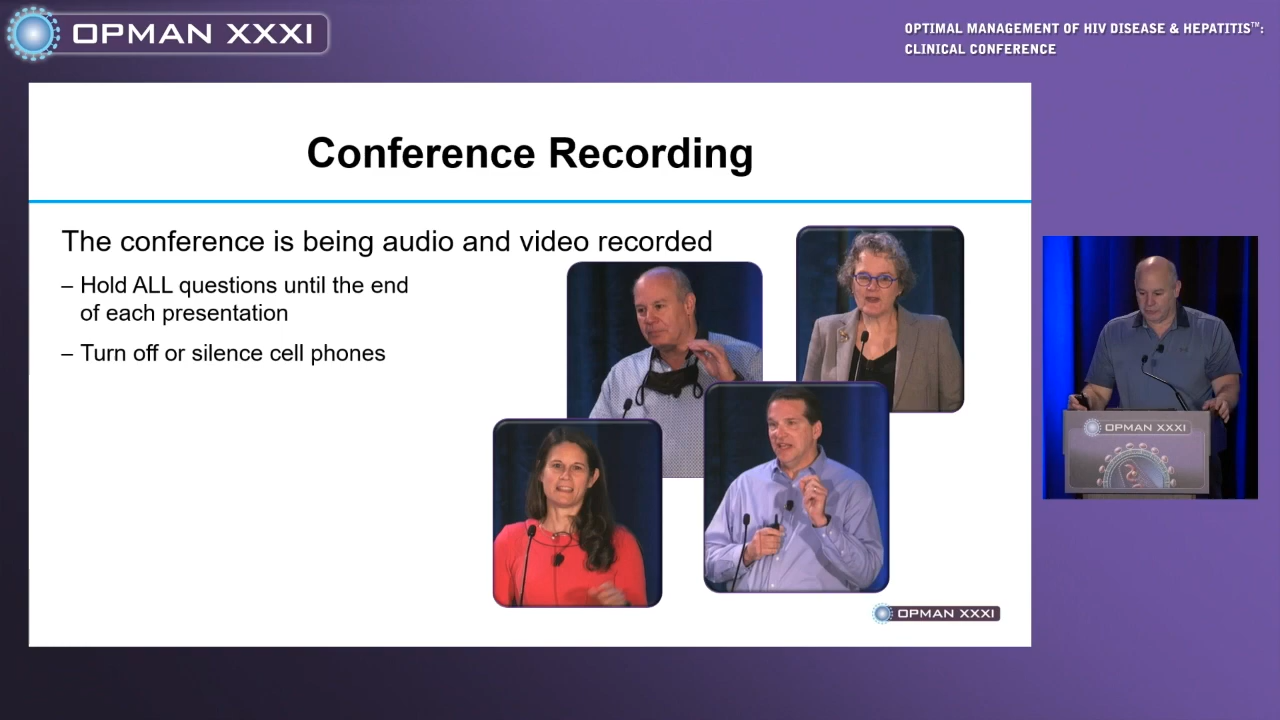 OPMAN XXXI
OPTIMAL MANAGEMENT OF HIV DISEASE & HEPATITIS™:
CLINICAL CONFERENCE
Conference Recording
The conference is being audio and video recorded
– Hold ALL questions until the end
of each presentation
– Turn off or silence cell phones
OPMAN XXXI
OPMAN XXXI